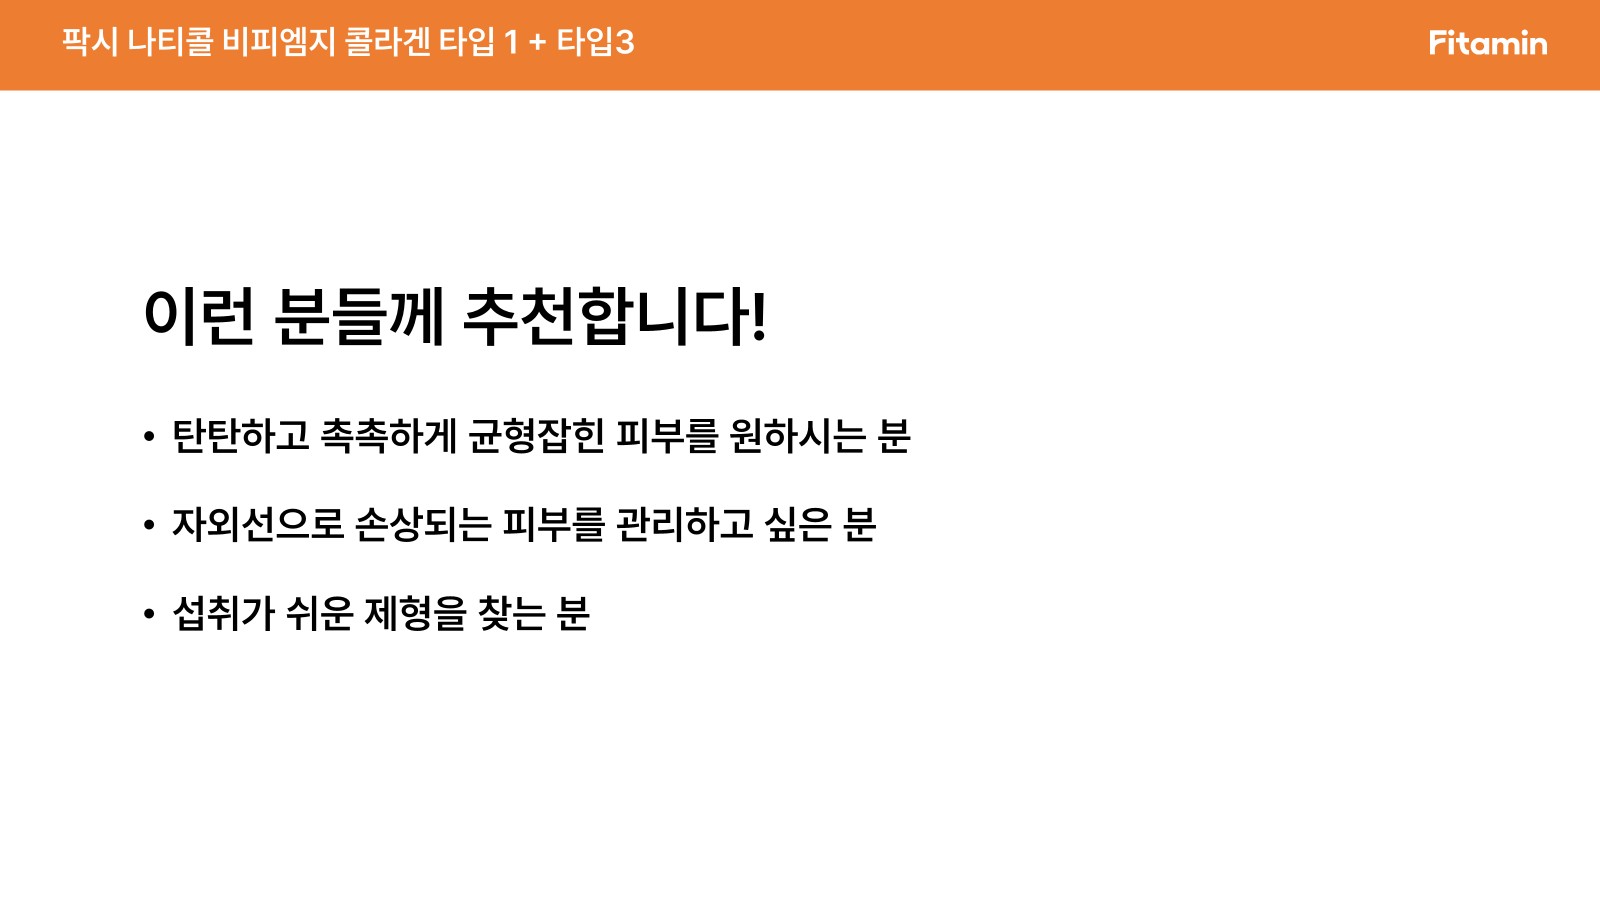 팍시 나티콜 비피엠지 콜라겐 타입 1 + 타입3
Fitamin
이런 분들께 추천합니다!
• 탄탄하고 촉촉하게 균형잡힌 피부를 원하시는 분
• 자외선으로 손상되는 피부를 관리하고 싶은 분
• 섭취가 쉬운 제형을 찾는 분